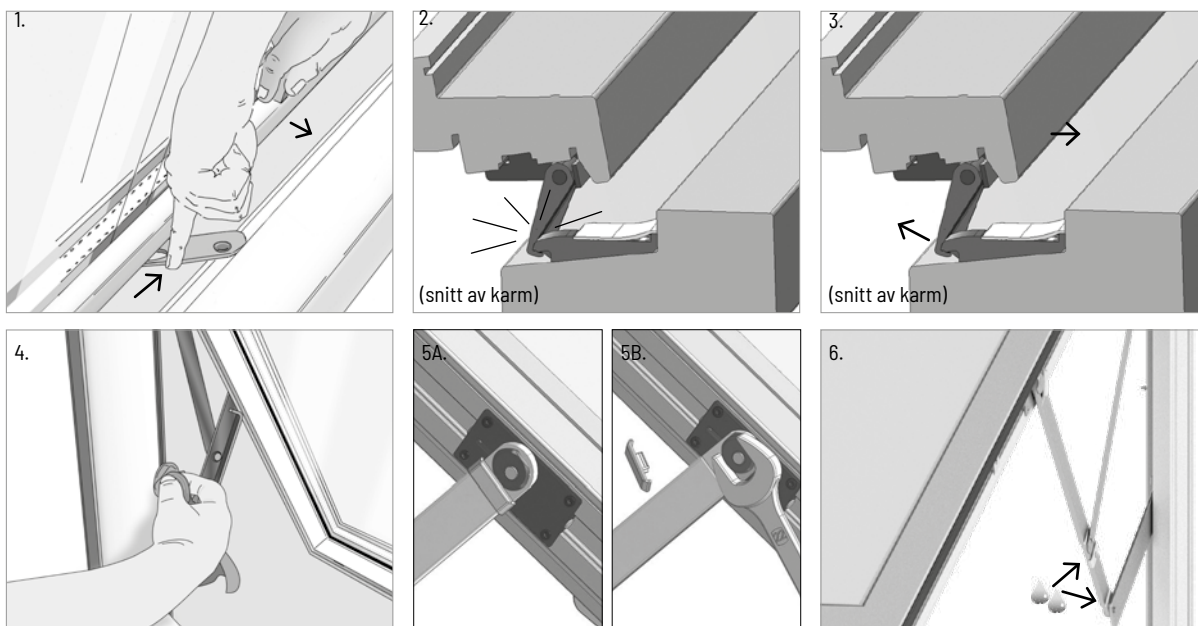 1.
2.
(snitt av karm)
3.
(snitt av karm)
4.
5A.
5B.
6.